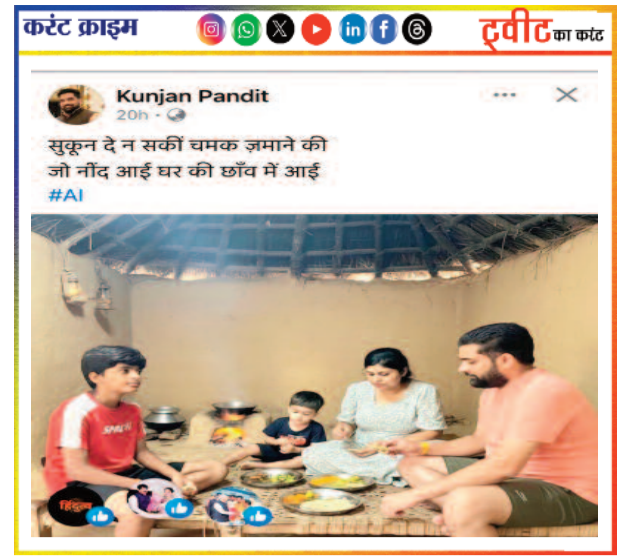 करंट क्राइम
ट्वीट का करंट
Kunjan Pandit
20h
सुकून दे न सकीं चमक ज़माने की
जो नींद आई घर की छाँव में आई
#AI
हिंदुत्व